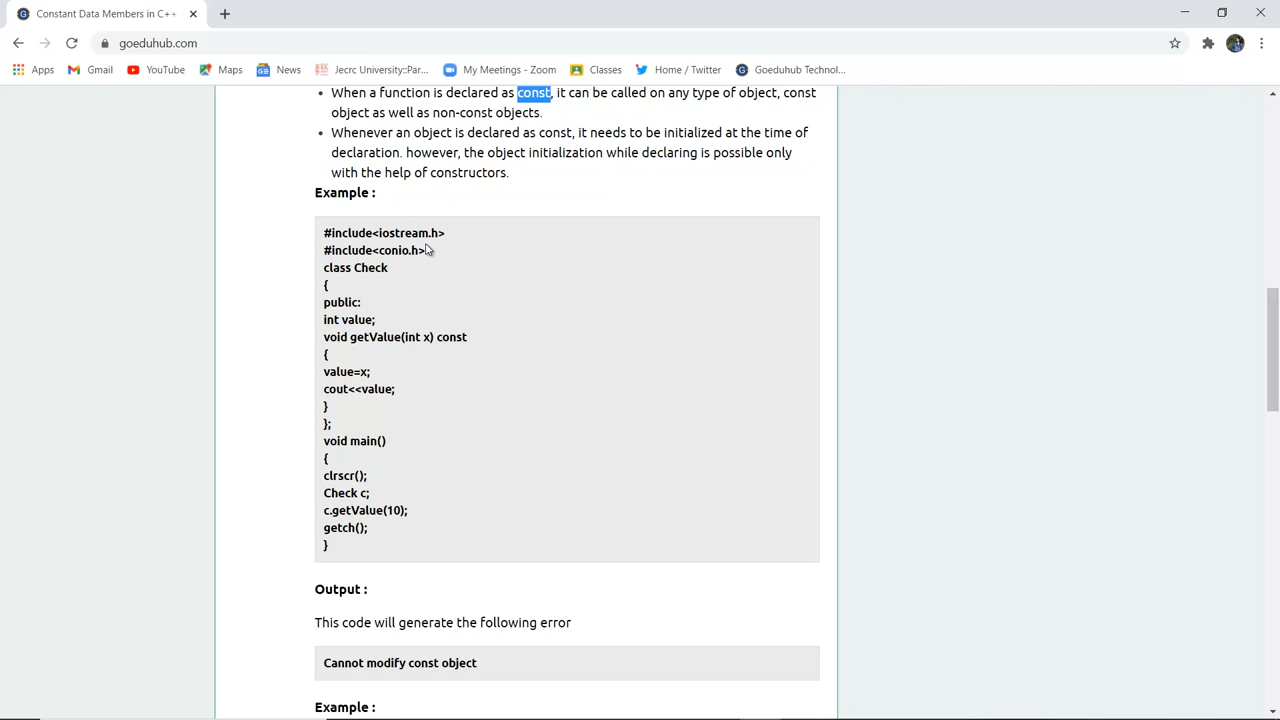 Constant Data Members in C++
goeduhub.com
Apps Gmail YouTube Maps News Jecrc University::Par... My Meetings - Zoom Classes Home / Twitter Goeduhub Technol...
• When a function is declared as const, it can be called on any type of object, const
object as well as non-const objects.
• Whenever an object is declared as const, it needs to be initialized at the time of
declaration. however, the object initialization while declaring is possible only
with the help of constructors.
Example :
#include<iostream.h>
#include<conio.h>
class Check
{
public:
int value;
void getValue(int x) const
{
value=x;
cout<<value;
}
};
void main()
{
clrscr();
Check c;
c.getValue(10);
getch();
}
Output :
This code will generate the following error
Cannot modify const object
Example :